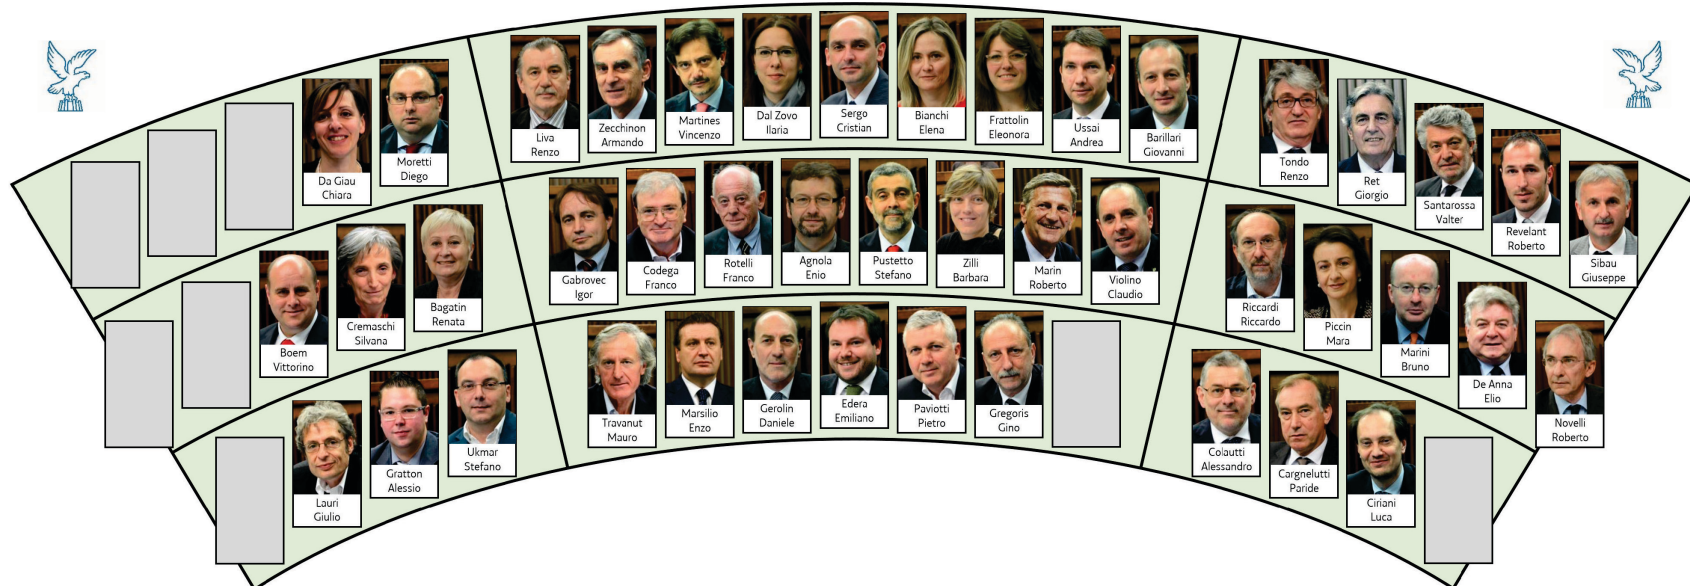 Da Giau
Chiara
Moretti
Diego
Liva
Renzo
Zecchinon
Armando
Martines
Vincenzo
Dal Zovo
Ilaria
Sergo
Cristian
Bianchi
Elena
Frattolin
Eleonora
Ussai
Andrea
Barillari
Giovanni
Tondo
Renzo
Ret
Giorgio
Santarossa
Valter
Revelant
Roberto
Sibau
Giuseppe
Boem
Vittorino
Cremaschi
Silvana
Bagatin
Renata
Gabrovec
Igor
Codega
Franco
Rotelli
Franco
Agnola
Enio
Pustetto
Stefano
Zilli
Barbara
Marin
Roberto
Violino
Claudio
Riccardi
Riccardo
Piccin
Mara
Marini
Bruno
De Anna
Elio
Novelli
Roberto
Lauri
Giulio
Gratton
Alessio
Ukmar
Stefano
Travanut
Mauro
Marsilio
Enzo
Gerolin
Daniele
Edera
Emiliano
Paviotti
Pietro
Gregoris
Gino
Colautti
Alessandro
Cargnelutti
Paride
Ciriani
Luca